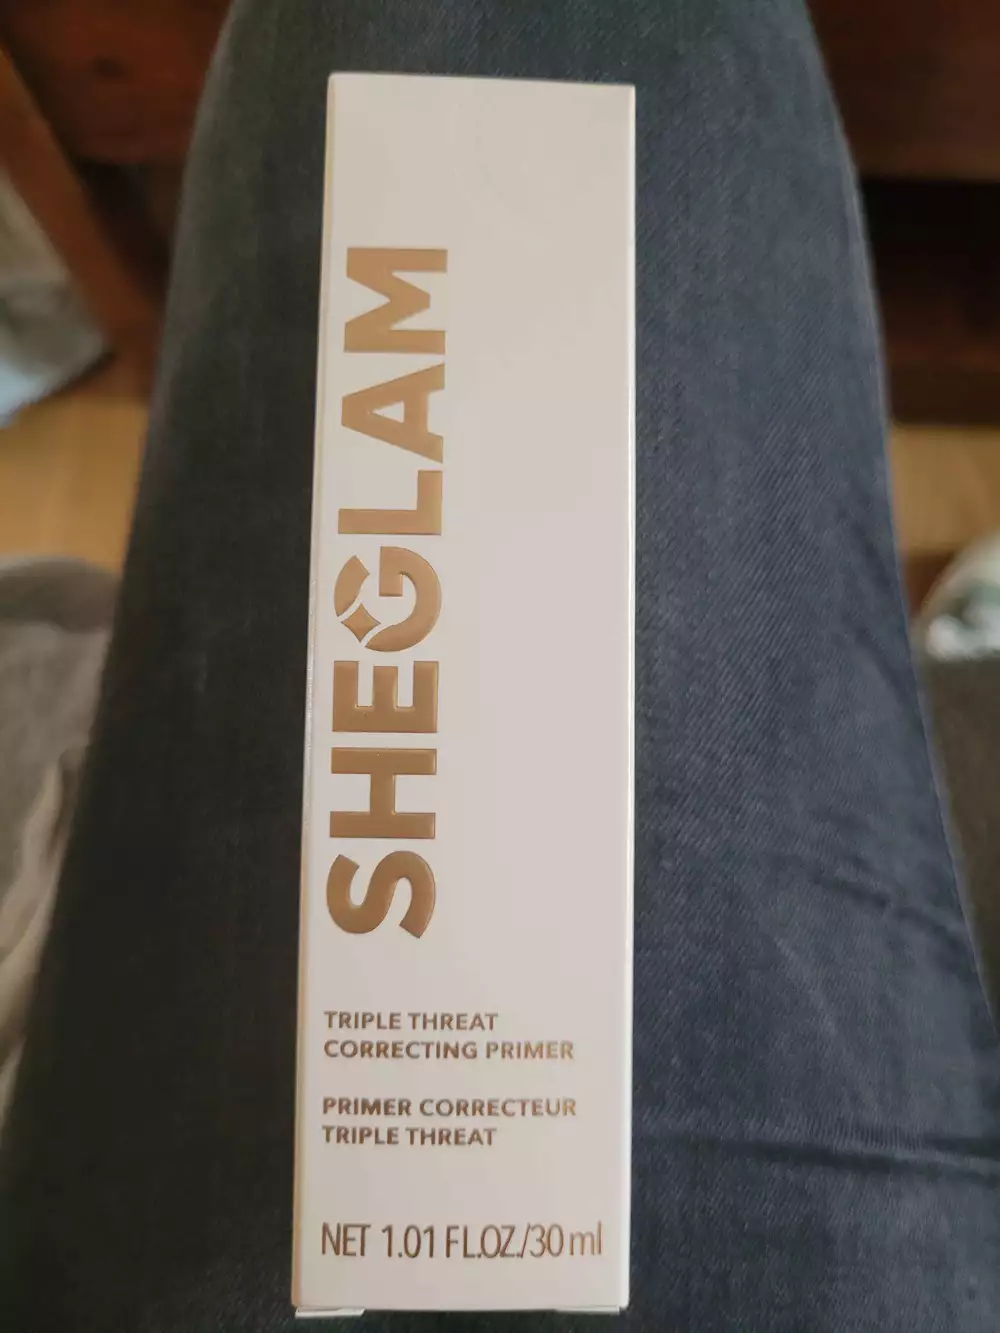 SHEGLAM
TRIPLE THREAT
CORRECTING PRIMER
PRIMER CORRECTEUR
TRIPLE THREAT
NET 1.01 FL.OZ./30 ml